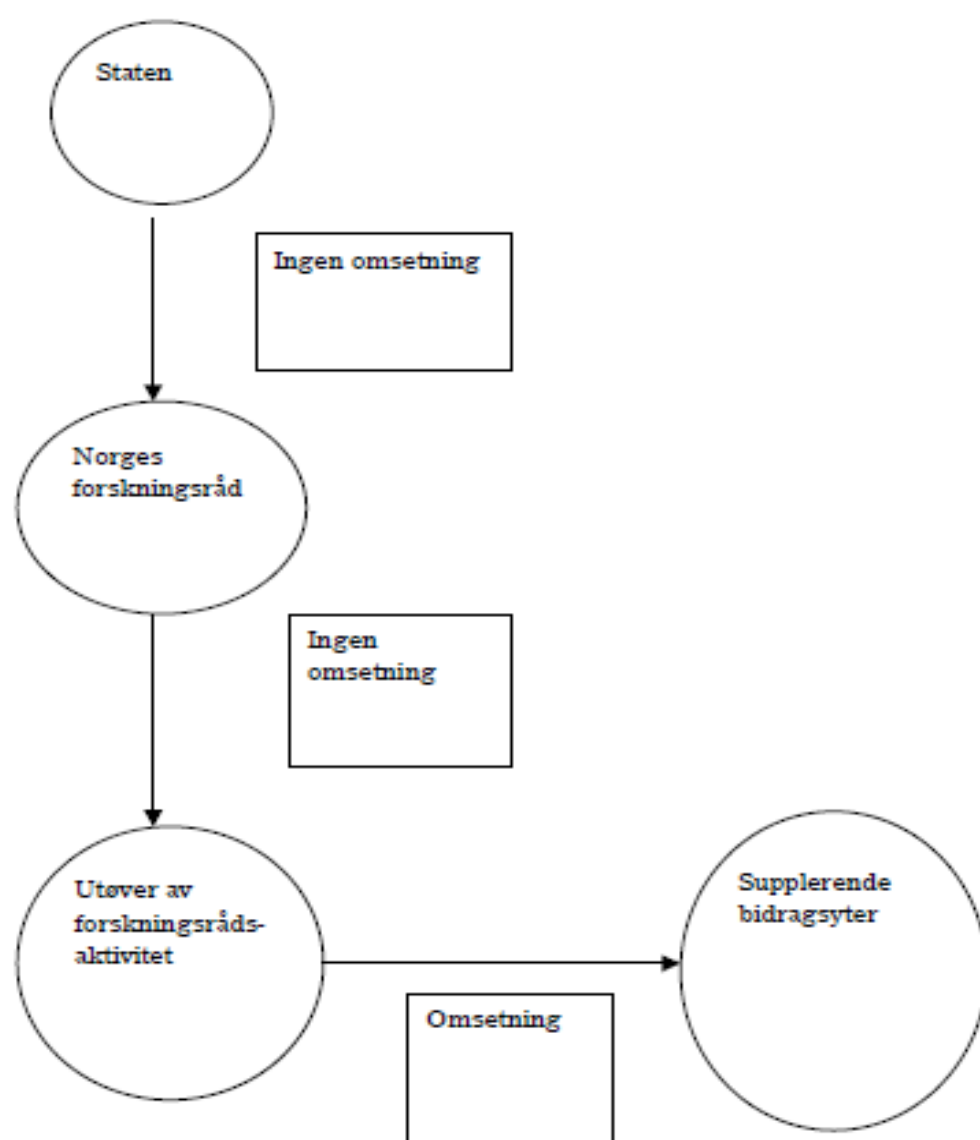 Staten
Ingen omsetning
Norges
forskningsråd
Ingen
omsetning
Utøver av
forskningsråds-
aktivitet
Supplerende
bidragsyter
Omsetning